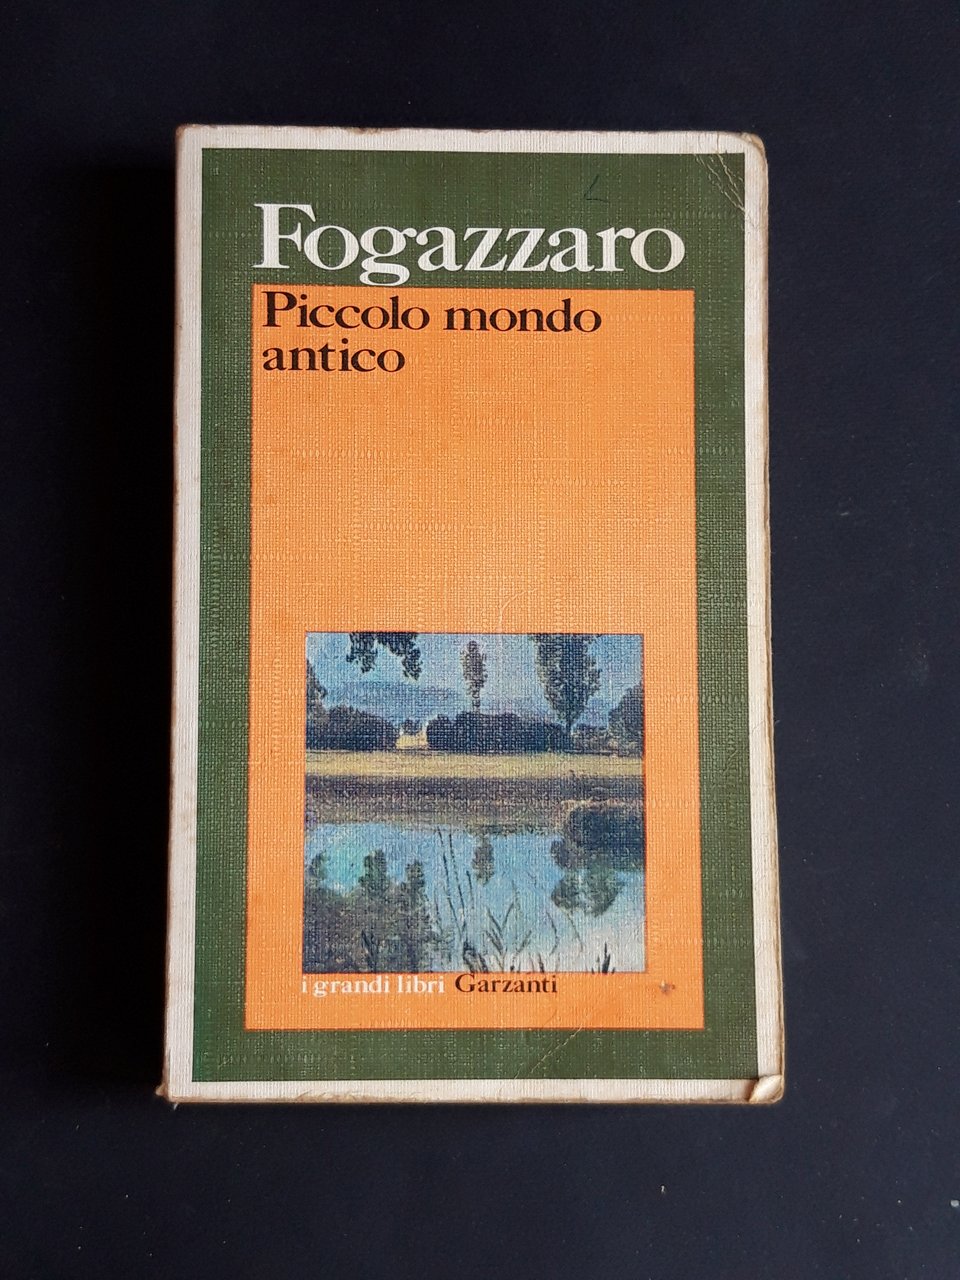 Fogazzaro
Piccolo mondo
antico
i grandi libri Garzanti